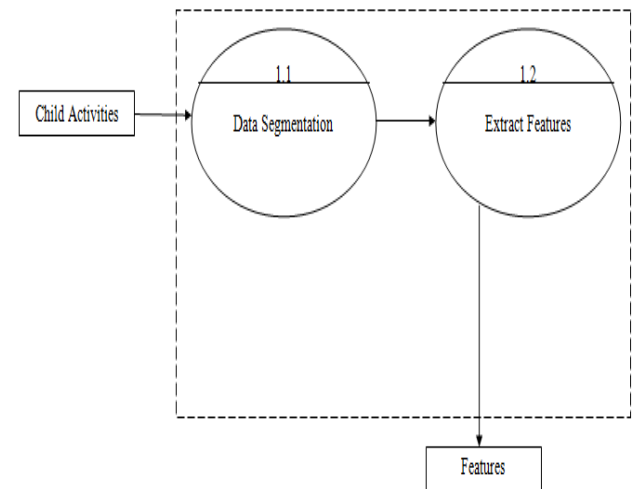 1.1
1.2
Child Activities
Data Segmentation
Extract Features
Features